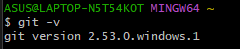 ASUS@LAPTOP-N5T54KOT MINGW64 ~
$ git -v
git version 2.53.0.windows.1